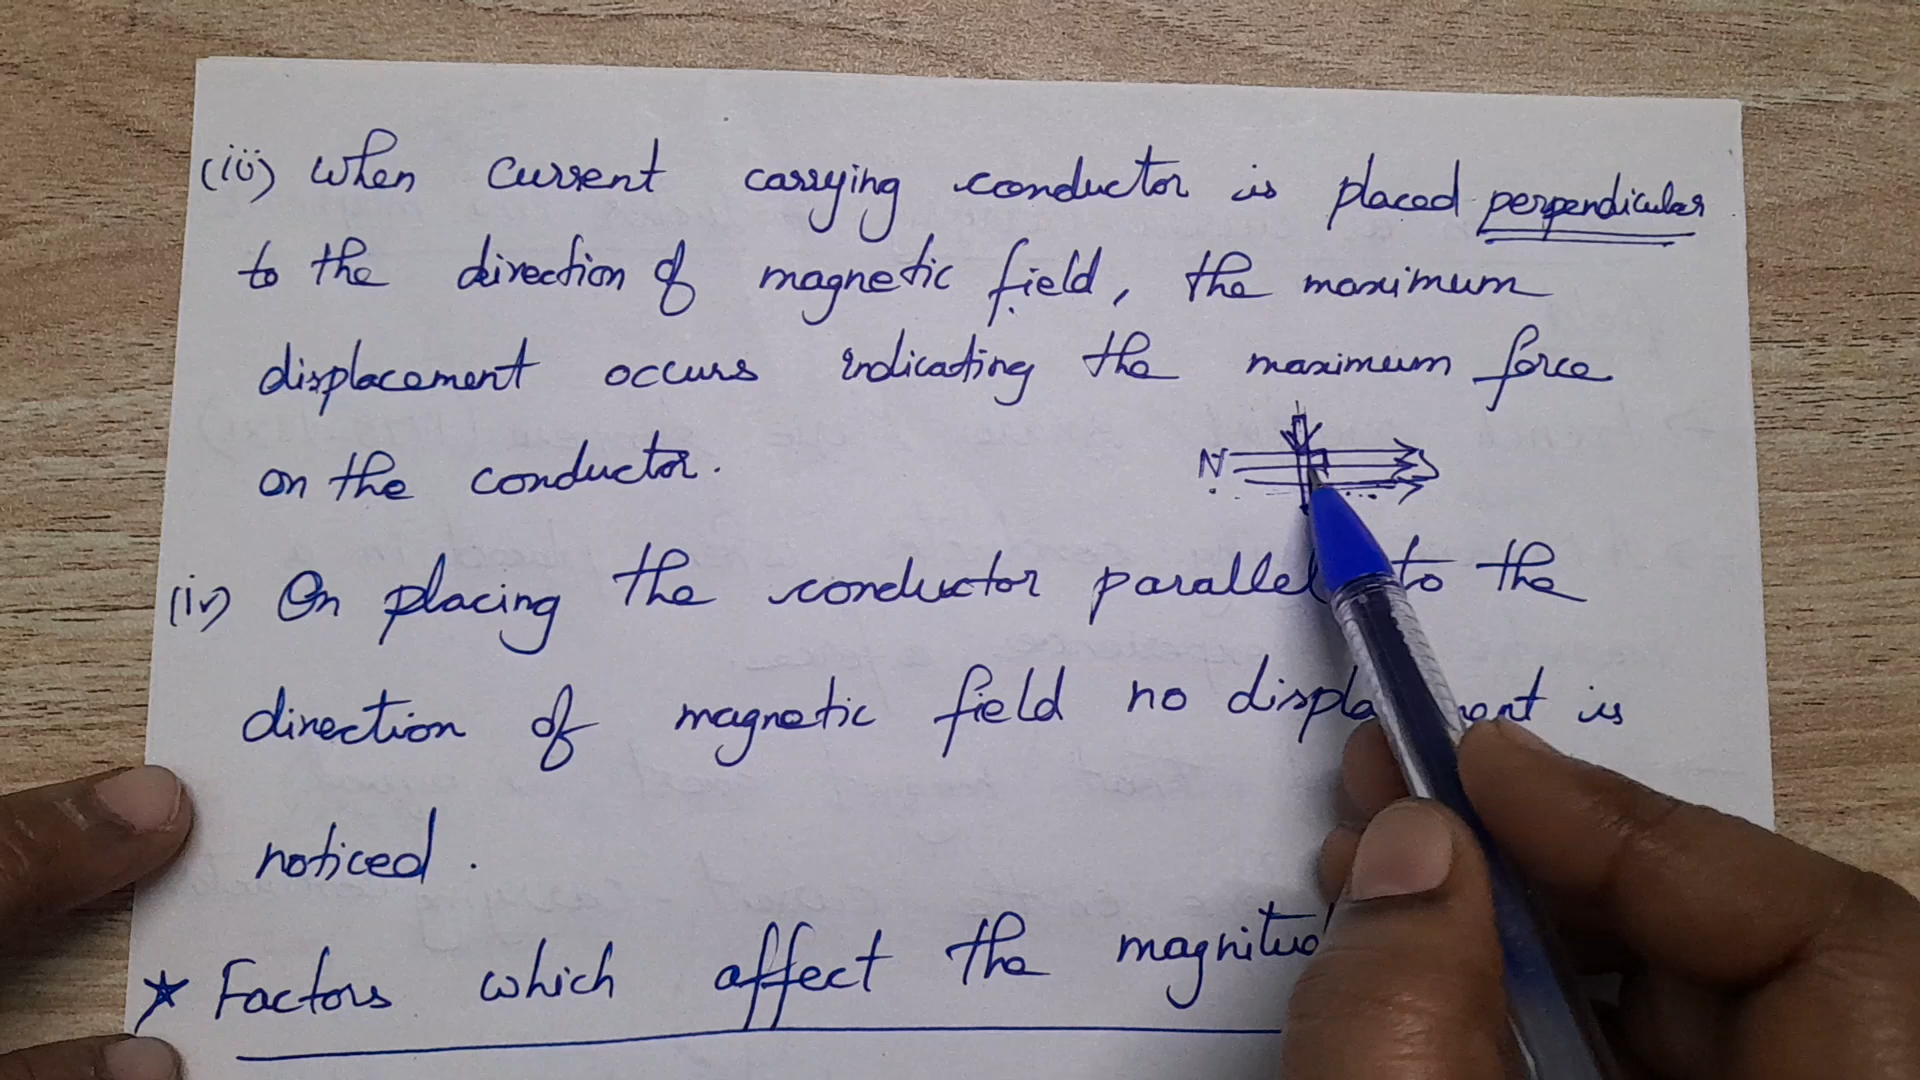 (iii) When current carrying conductor is placed perpendicular
to the direction of magnetic field, the maximum
displacement occurs indicating the maximum force
on the conductor.
N
(iv) On placing the conductor parallel to the
direction of magnetic field no displacement is
noticed.
★ Factors which affect the